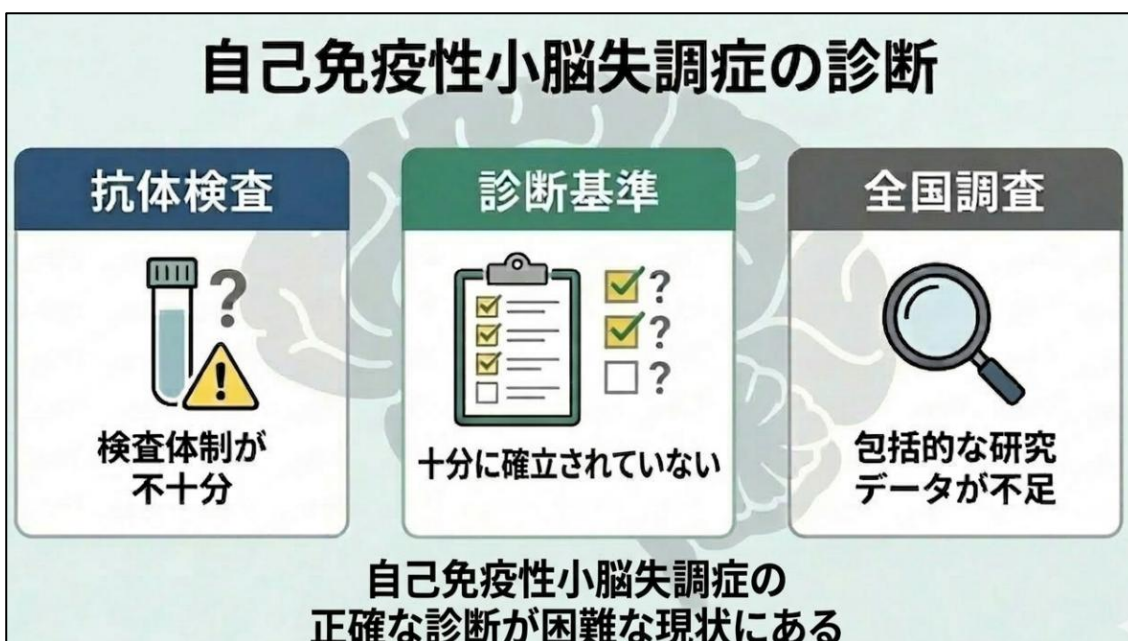 自己免疫性小脳失調症の診断
抗体検査
?
検査体制が
不十分
診断基準
?
?
?
十分に確立されていない
全国調査
包括的な研究
データが不足
自己免疫性小脳失調症の
正確な診断が困難な現状にある